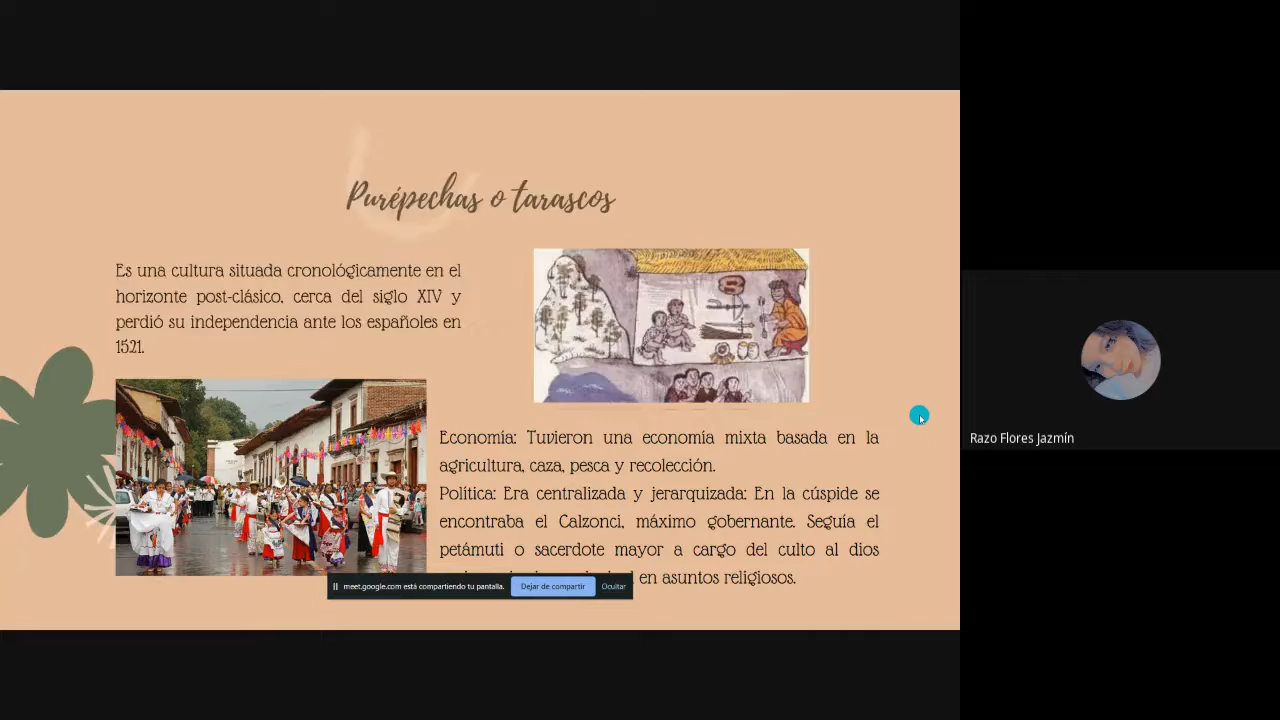 Purépechas o tarascos
Es una cultura situada cronológicamente en el
horizonte post-clásico, cerca del siglo XIV y
perdió su independencia ante los españoles en
1521.
Economía: Tuvieron una economía mixta basada en la
agricultura, caza, pesca y recolección.
Política: Era centralizada y jerarquizada: En la cúspide se
encontraba el Calzonci, máximo gobernante. Seguía el
petámuti o sacerdote mayor a cargo del culto al dios
en asuntos religiosos.
meet.google.com está compartiendo tu pantalla. Dejar de compartir Ocultar
Razo Flores Jazmín